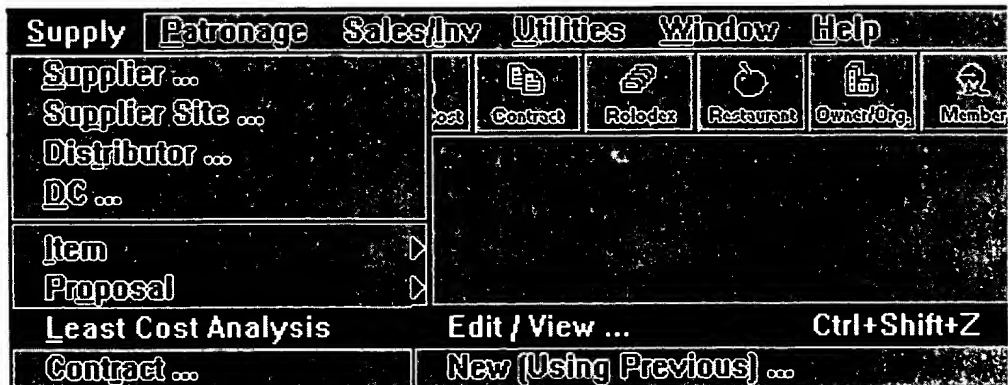 Supply Patronage Sales/Inv Utilities Window Help
Supplier ...
Supplier Site ...
Distributor ...
DC ...
Cost Contract Rolodex Restaurant Owner/Org. Member
Item
Proposal
Least Cost Analysis Edit / View ... Ctrl+Shift+Z
Contract ... New (Using Previous) ...